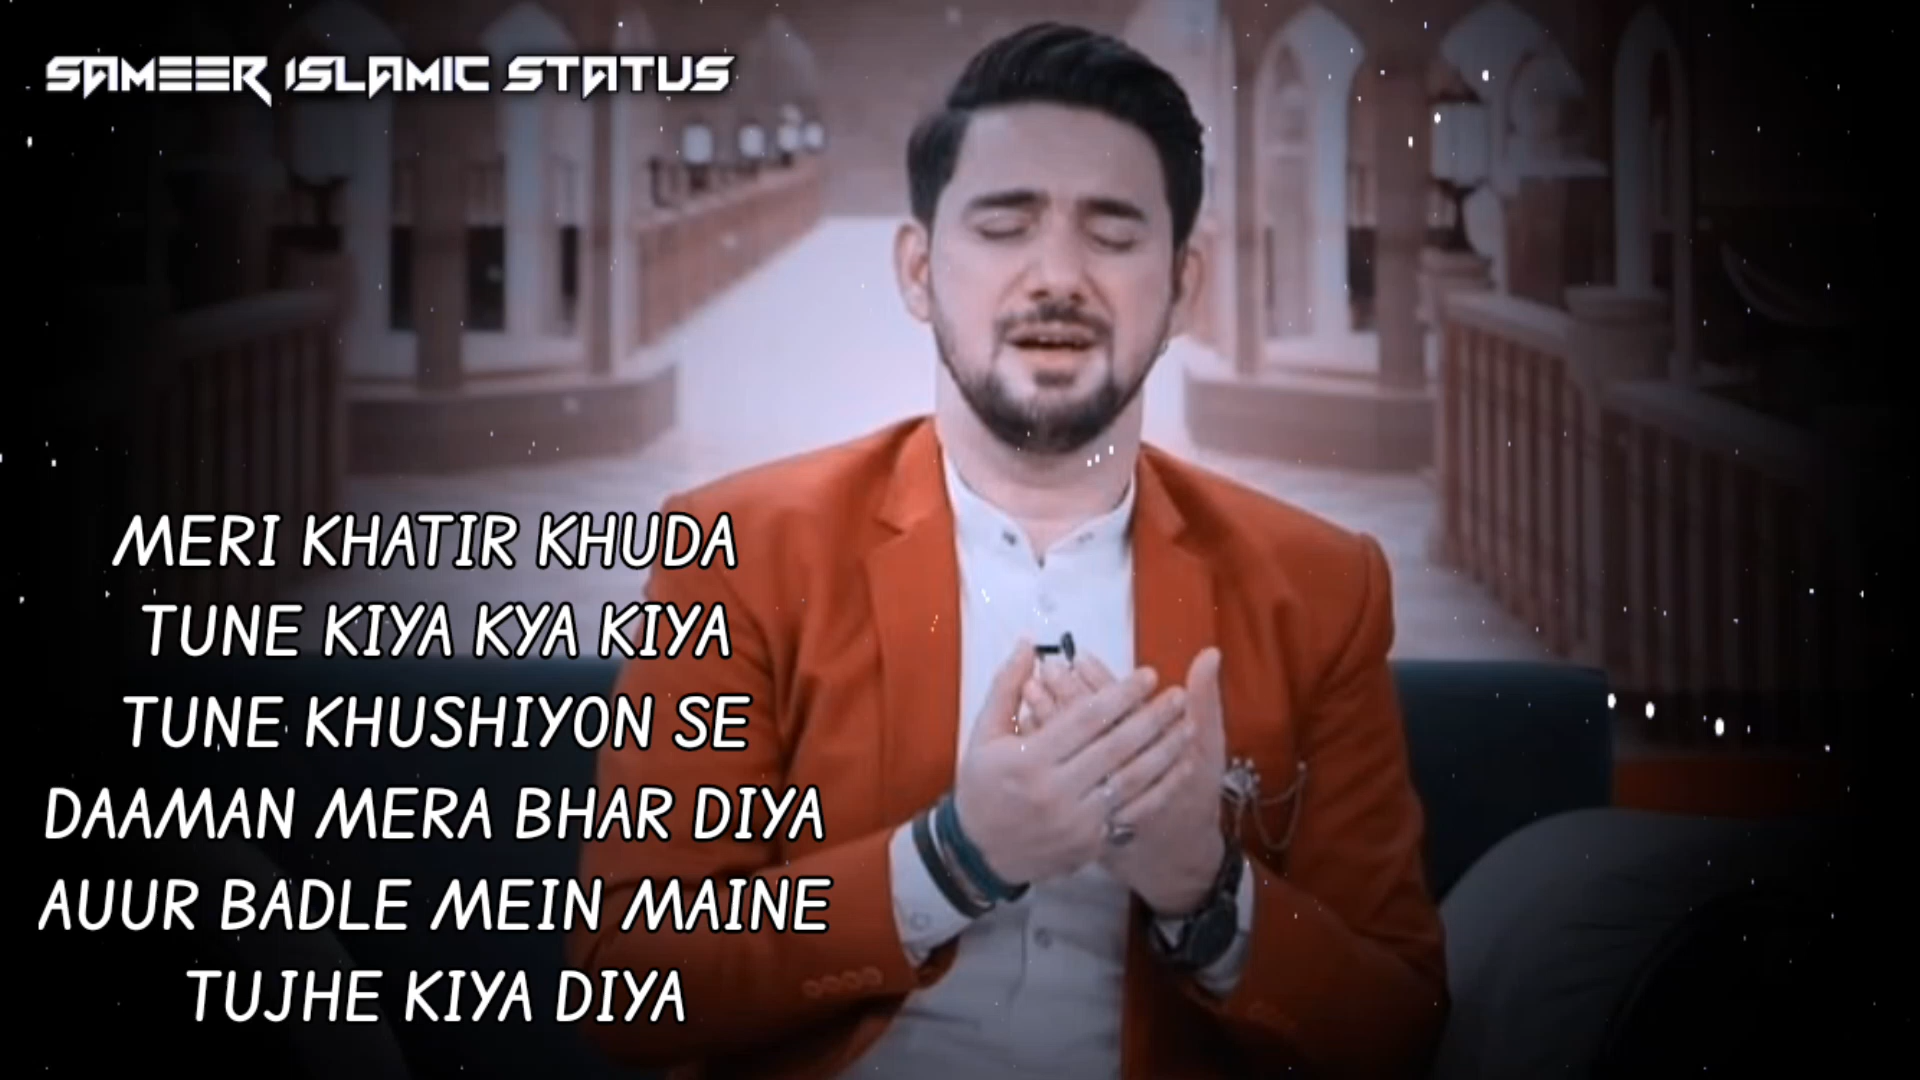 SAMEER ISLAMIC STATUS
MERI KHATIR KHUDA
TUNE KIYA KYA KIYA
TUNE KHUSHIYON SE
DAAMAN MERA BHAR DIYA
AUUR BADLE MEIN MAINE
TUJHE KIYA DIYA